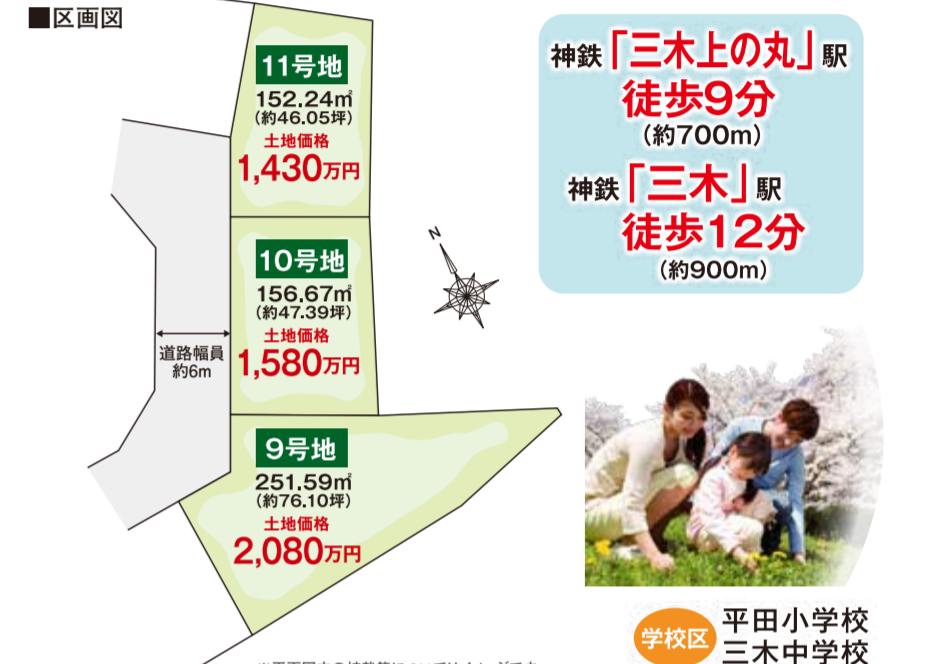 ■区画図
11号地
152.24㎡
(約46.05坪)
土地価格
1,430万円
10号地
156.67㎡
(約47.39坪)
土地価格
1,580万円
道路幅員
約6m
9号地
251.59㎡
(約76.10坪)
土地価格
2,080万円
N
神鉄「三木上の丸」駅
徒歩9分
(約700m)
神鉄「三木」駅
徒歩12分
(約900m)
学校区
平田小学校
三木中学校